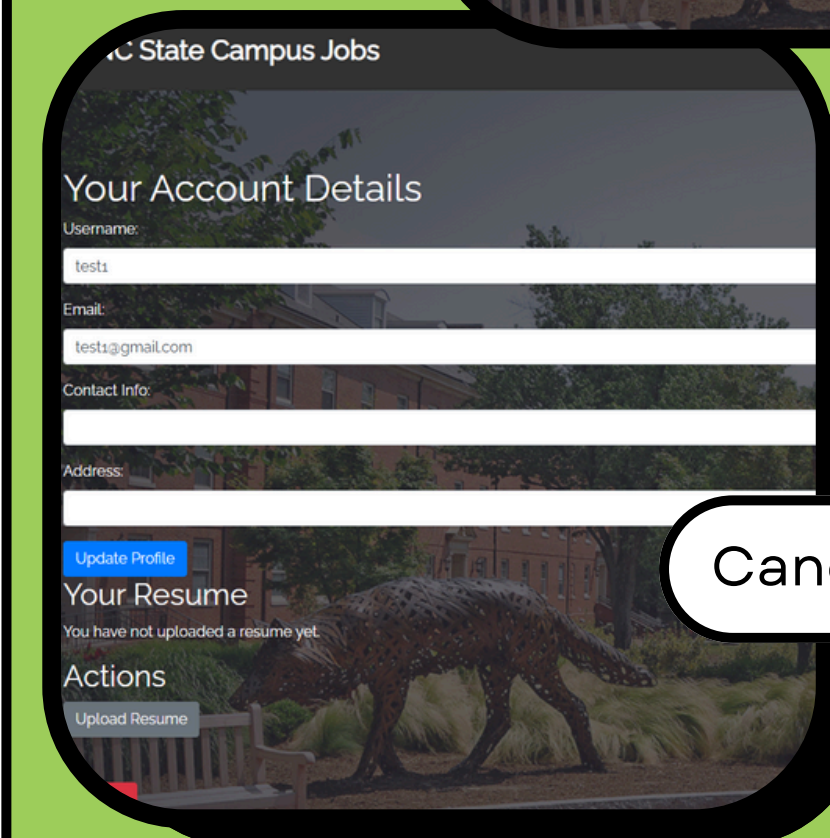 C State Campus Jobs
Your Account Details
Username:
test1
Email:
test1@gmail.com
Contact Info:
Address:
Update Profile
Your Resume
You have not uploaded a resume yet.
Actions
Upload Resume